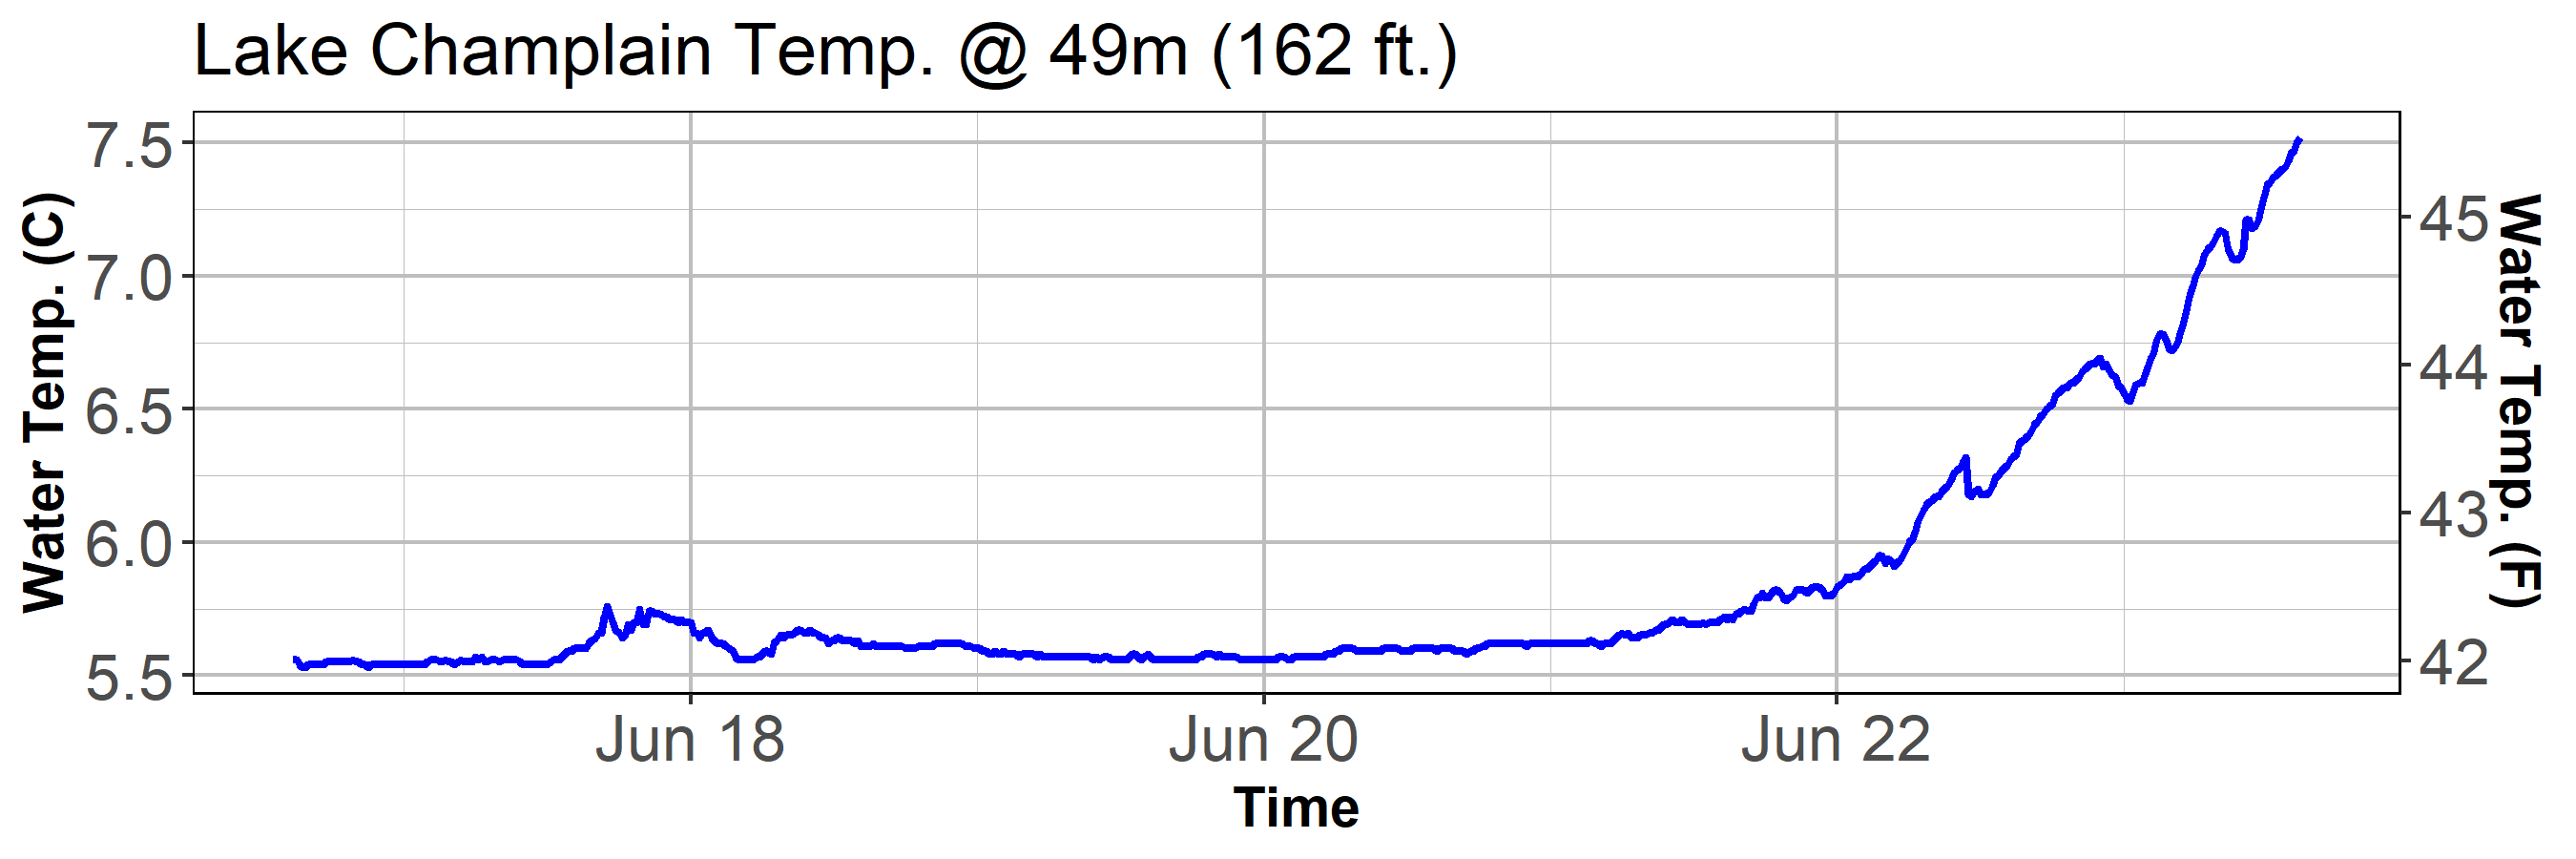 Lake Champlain Temp. @ 49m (162 ft.)
Water Temp. (C)
7.5
7.0
6.5
6.0
5.5
45
44
43
42
Water Temp. (F)
Jun 18 Jun 20 Jun 22
Time